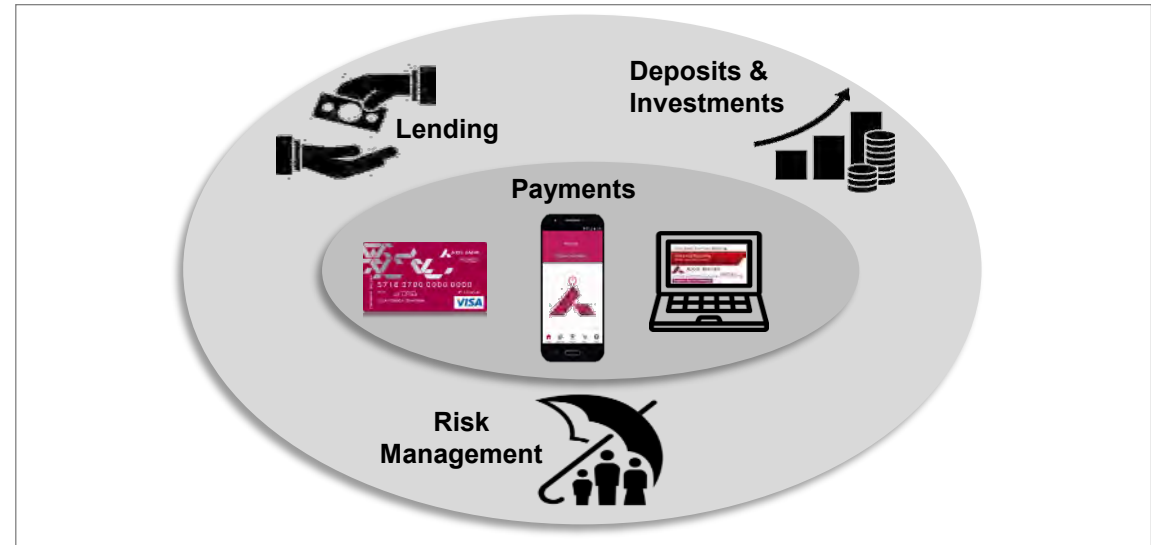 Deposits &
Investments
Lending
Payments
VISA
Risk
Management